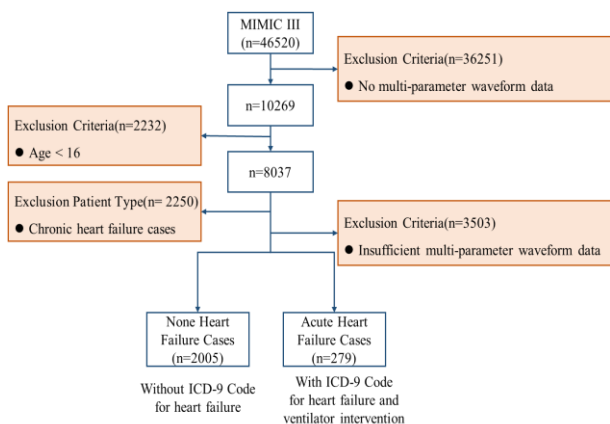 MIMIC III
(n=46520)
Exclusion Criteria(n=36251)
● No multi-parameter waveform data
n=10269
Exclusion Criteria(n=2232)
● Age < 16
n=8037
Exclusion Patient Type(n= 2250)
● Chronic heart failure cases
Exclusion Criteria(n=3503)
● Insufficient multi-parameter waveform data
None Heart
Failure Cases
(n=2005)
Acute Heart
Failure Cases
(n=279)
Without ICD-9 Code
for heart failure
With ICD-9 Code
for heart failure and
ventilator intervention